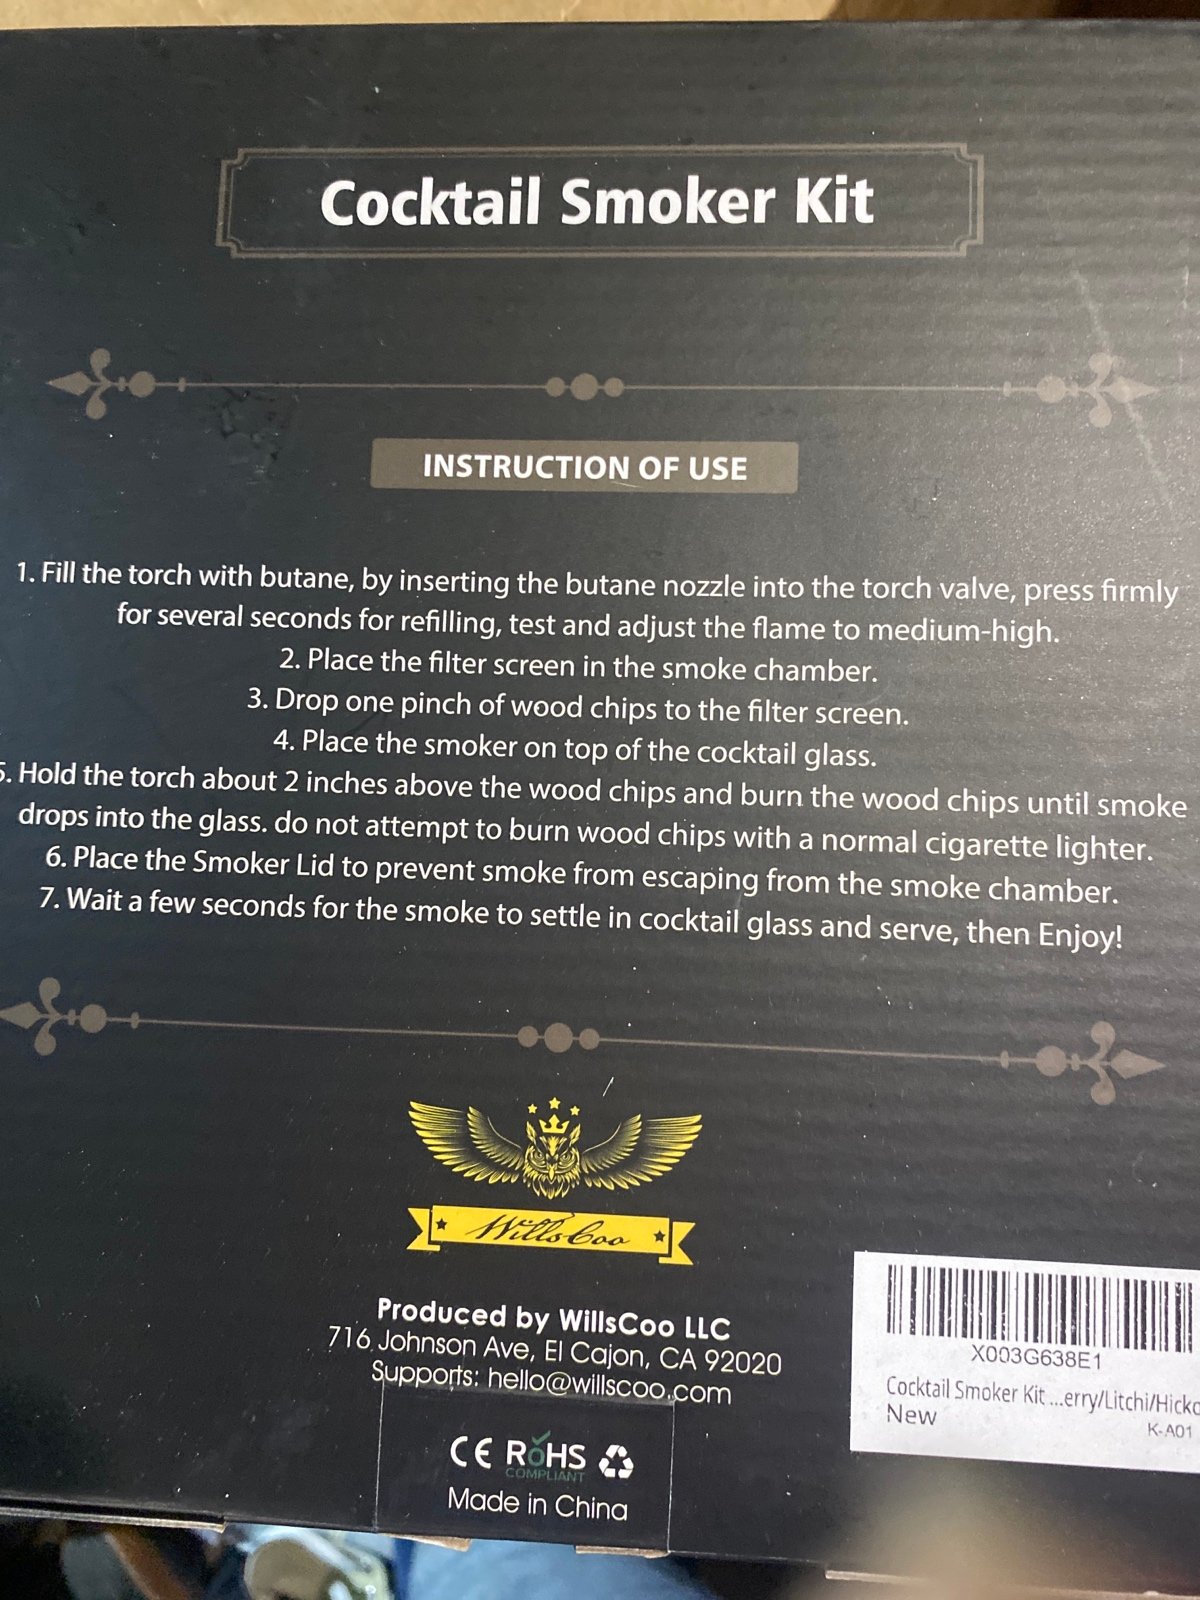 Cocktail Smoker Kit
INSTRUCTION OF USE
1. Fill the torch with butane, by inserting the butane nozzle into the torch valve, press firmly
for several seconds for refilling, test and adjust the flame to medium-high.
2. Place the filter screen in the smoke chamber.
3. Drop one pinch of wood chips to the filter screen.
4. Place the smoker on top of the cocktail glass.
5. Hold the torch about 2 inches above the wood chips and burn the wood chips until smoke
drops into the glass. do not attempt to burn wood chips with a normal cigarette lighter.
6. Place the Smoker Lid to prevent smoke from escaping from the smoke chamber.
7. Wait a few seconds for the smoke to settle in cocktail glass and serve, then Enjoy!
WillsCoo
Produced by WillsCoo LLC
716 Johnson Ave, El Cajon, CA 92020
Supports: hello@willscoo.com
CE RoHS
COMPLIANT
Made in China
X003G638E1
Cocktail Smoker Kit ...erry/Litchi/Hicko
New
K-A01